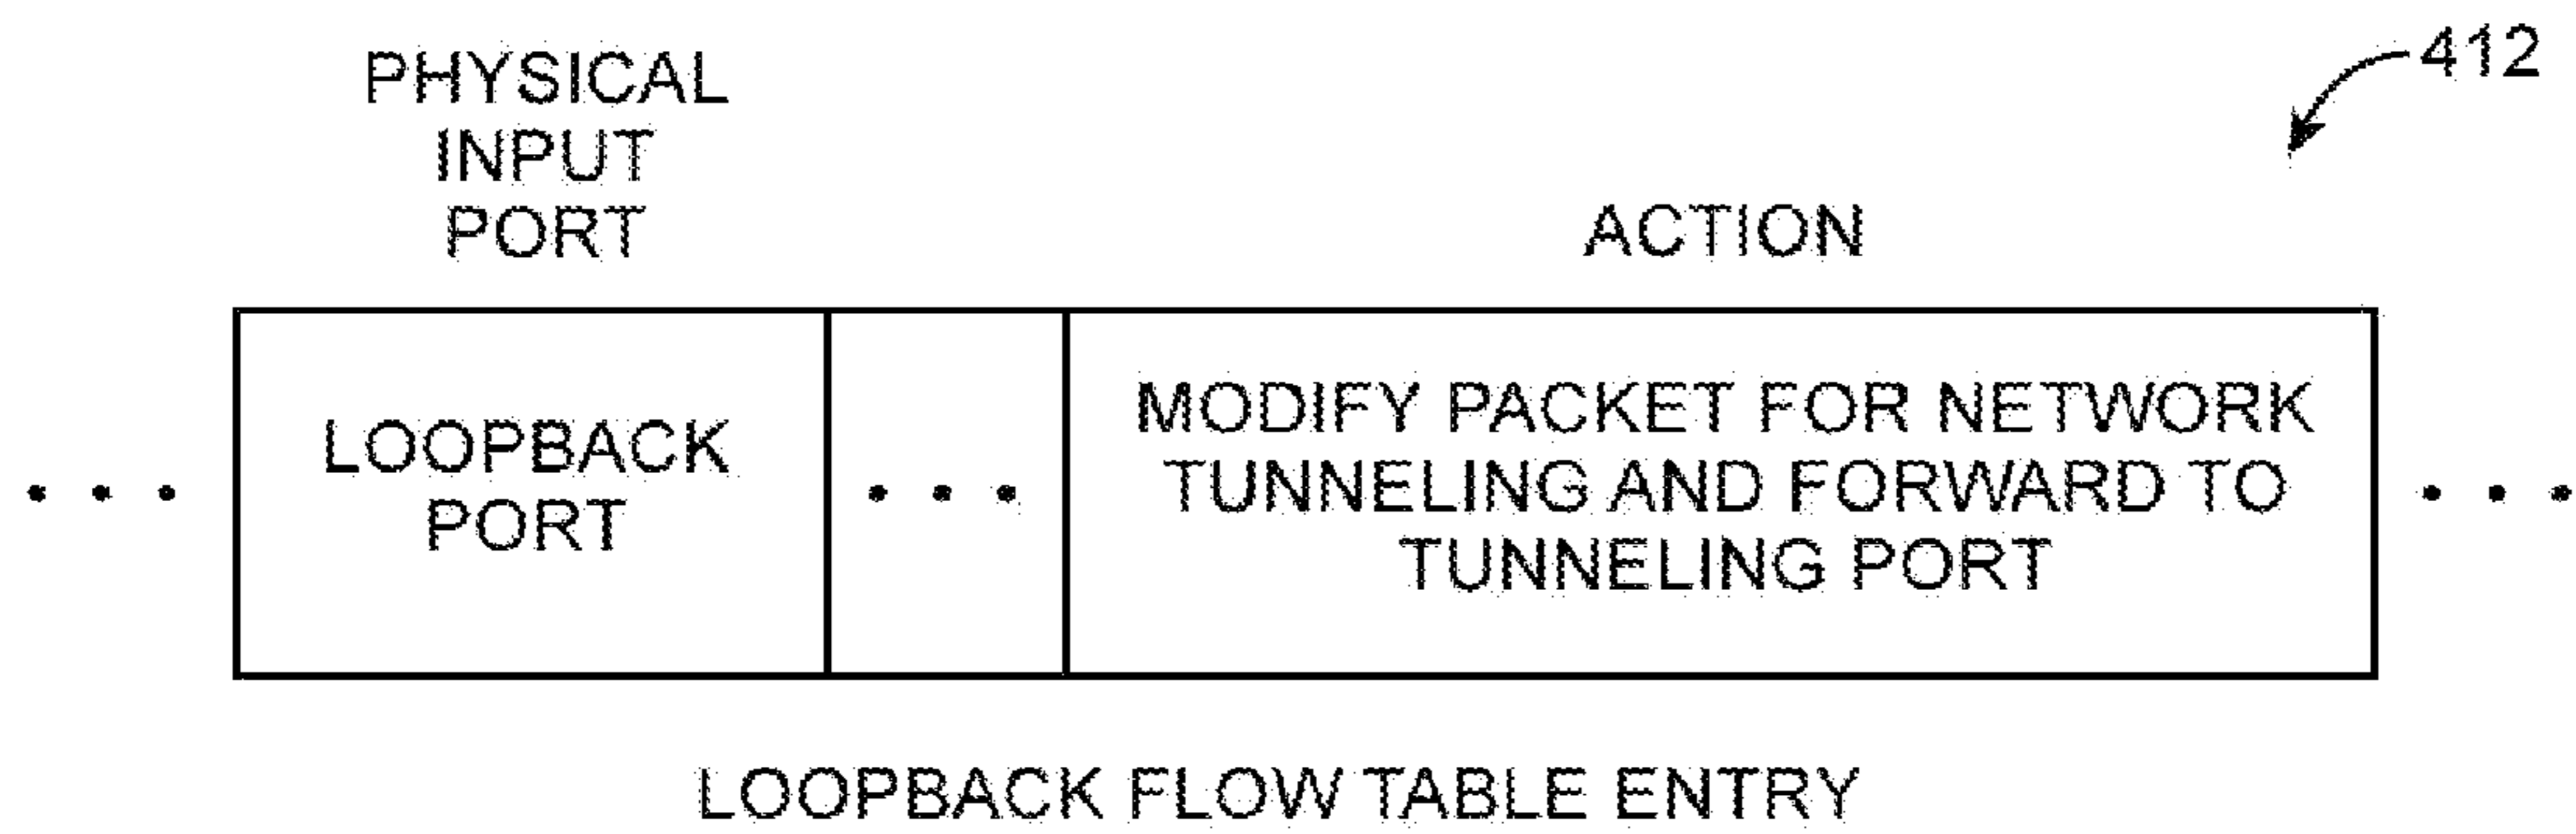 PHYSICAL
INPUT
PORT
412
ACTION
LOOPBACK
PORT
• • •
• • •
MODIFY PACKET FOR NETWORK
TUNNELING AND FORWARD TO
TUNNELING PORT
• • •
LOOPBACK FLOW TABLE ENTRY